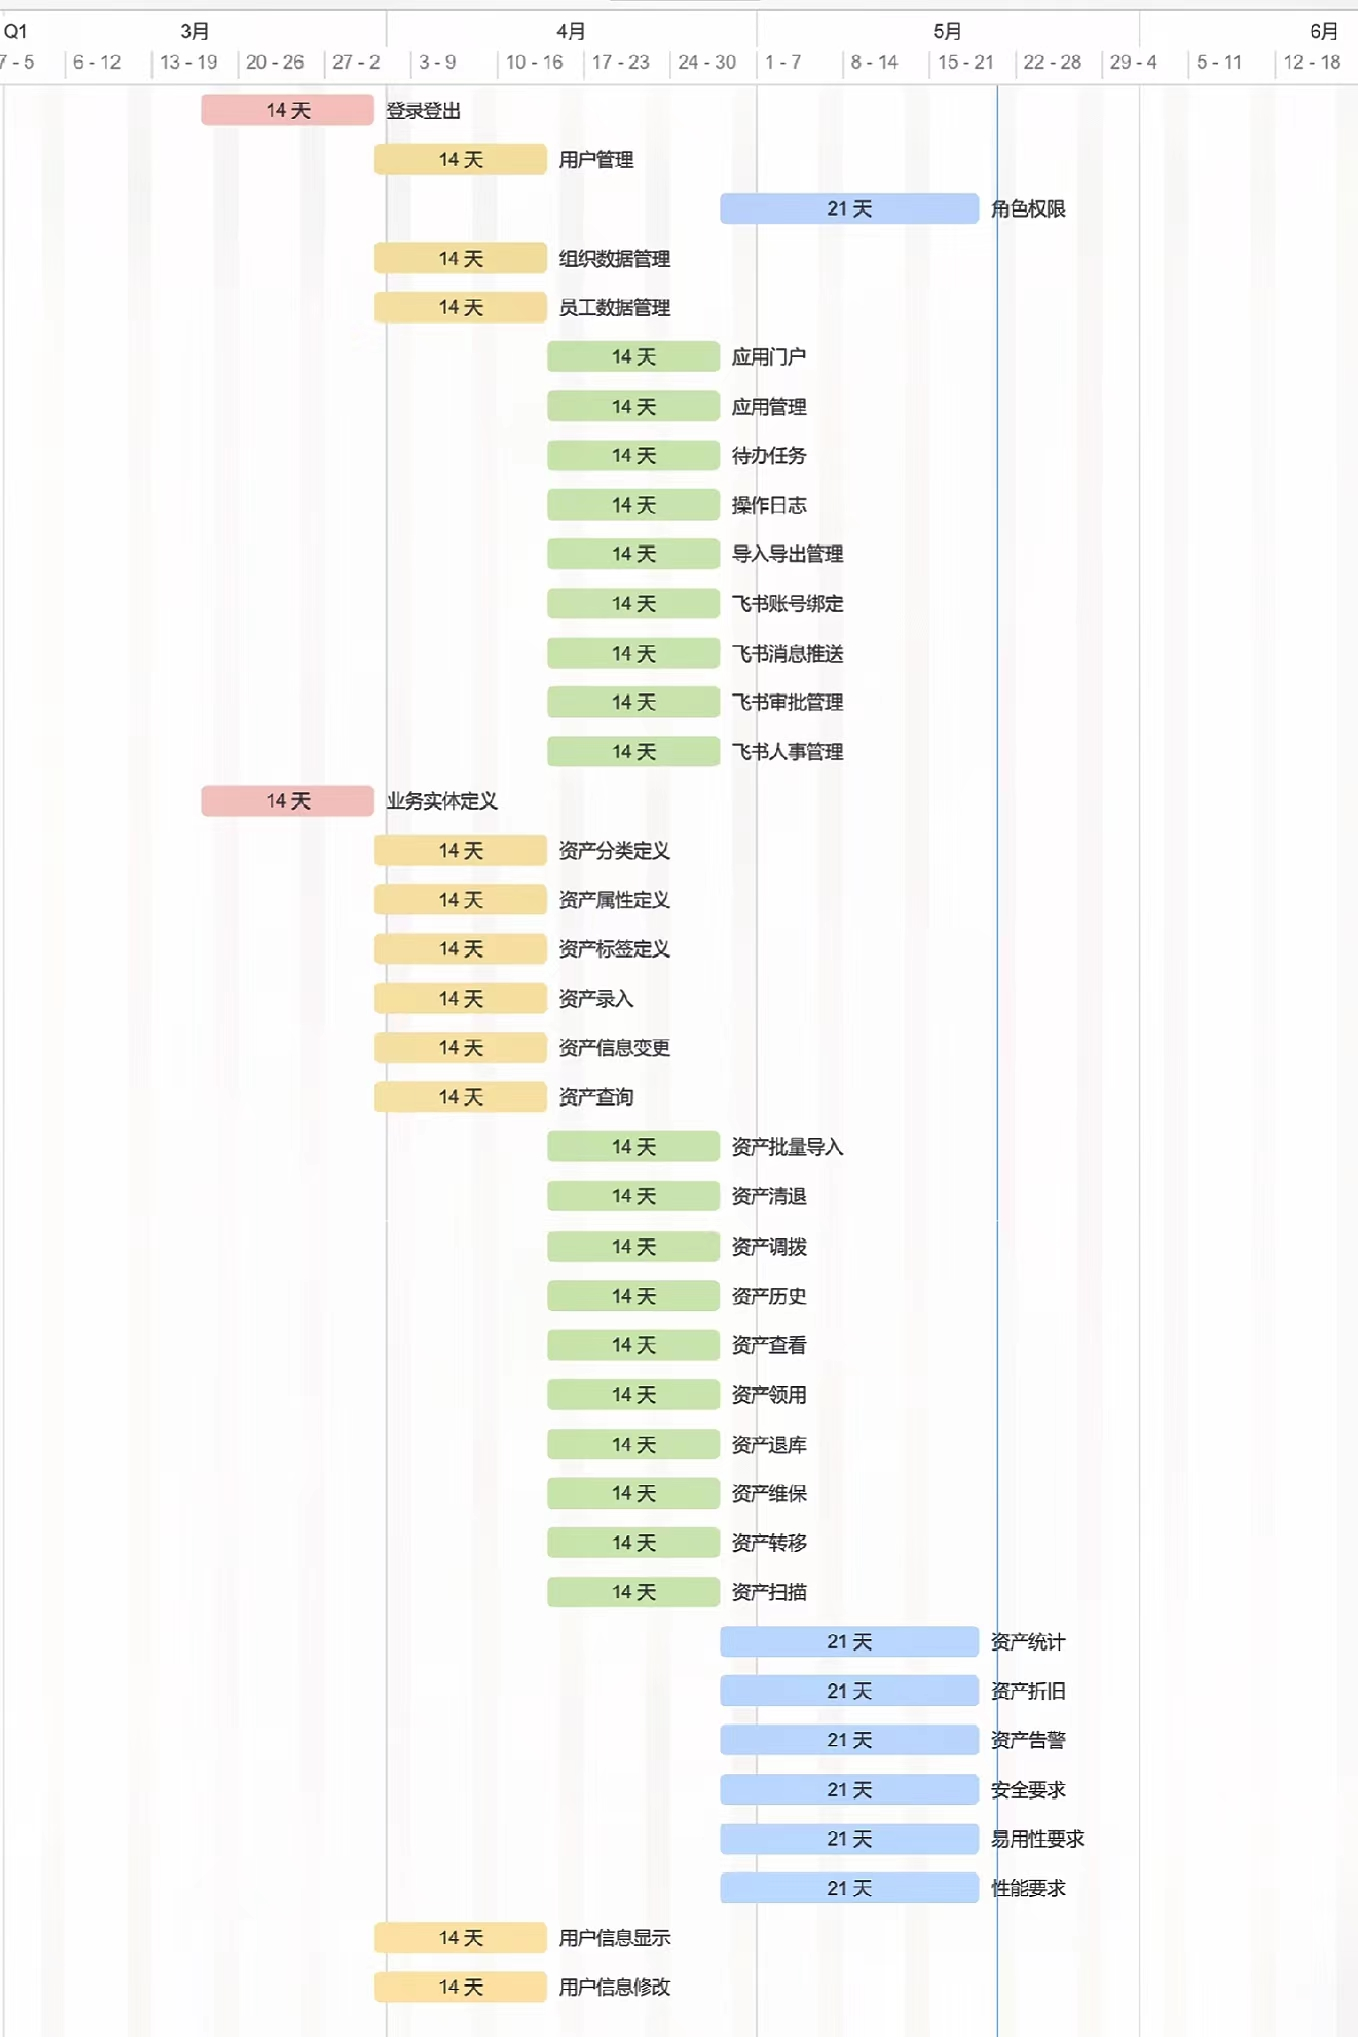 Q1 3月 4月 5月 6月
7 - 5 6 - 12 13 - 19 20 - 26 27 - 2 3 - 9 10 - 16 17 - 23 24 - 30 1 - 7 8 - 14 15 - 21 22 - 28 29 - 4 5 - 11 12 - 18
14 天 登录登出
14 天 用户管理
21 天 角色权限
14 天 组织数据管理
14 天 员工数据管理
14 天 应用门户
14 天 应用管理
14 天 待办任务
14 天 操作日志
14 天 导入导出管理
14 天 飞书账号绑定
14 天 飞书消息推送
14 天 飞书审批管理
14 天 飞书人事管理
14 天 业务实体定义
14 天 资产分类定义
14 天 资产属性定义
14 天 资产标签定义
14 天 资产录入
14 天 资产信息变更
14 天 资产查询
14 天 资产批量导入
14 天 资产清退
14 天 资产调拨
14 天 资产历史
14 天 资产查看
14 天 资产领用
14 天 资产退库
14 天 资产维保
14 天 资产转移
14 天 资产扫描
21 天 资产统计
21 天 资产折旧
21 天 资产告警
21 天 安全要求
21 天 易用性要求
21 天 性能要求
14 天 用户信息显示
14 天 用户信息修改